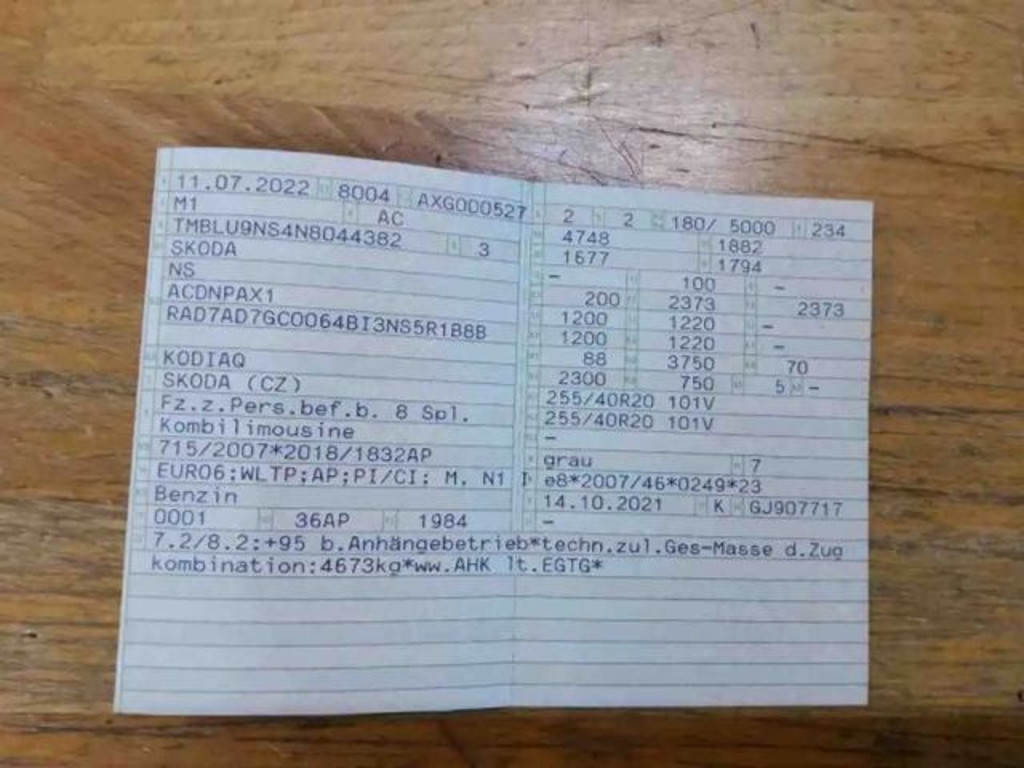 11.07.2022 8004 AXG000527
M1 AC
TMBLU9NS4N8044382 3
SKODA
NS
ACDNPAX1
RAD7AD7GC0064BI3NS5R1B8B
KODIAQ
SKODA (CZ)
Fz.z.Pers.bef.b. 8 Spl.
Kombilimousine
715/2007*2018/1832AP
EURO6;WLTP;AP;PI/CI; M, N1 I
Benzin
0001 36AP 1984
2 2 180/ 5000 234
4748 1882
1677 1794
- 100 -
200 2373 2373
1200 1220 -
1200 1220 -
88 3750 70
2300 750 5 -
255/40R20 101V
255/40R20 101V
-
grau 7
e8*2007/46*0249*23
14.10.2021 K GJ907717
-
7.2/8.2:+95 b.Anhängebetrieb*techn.zul.Ges-Masse d.Zug
kombination:4673kg*ww.AHK lt.EGTG*